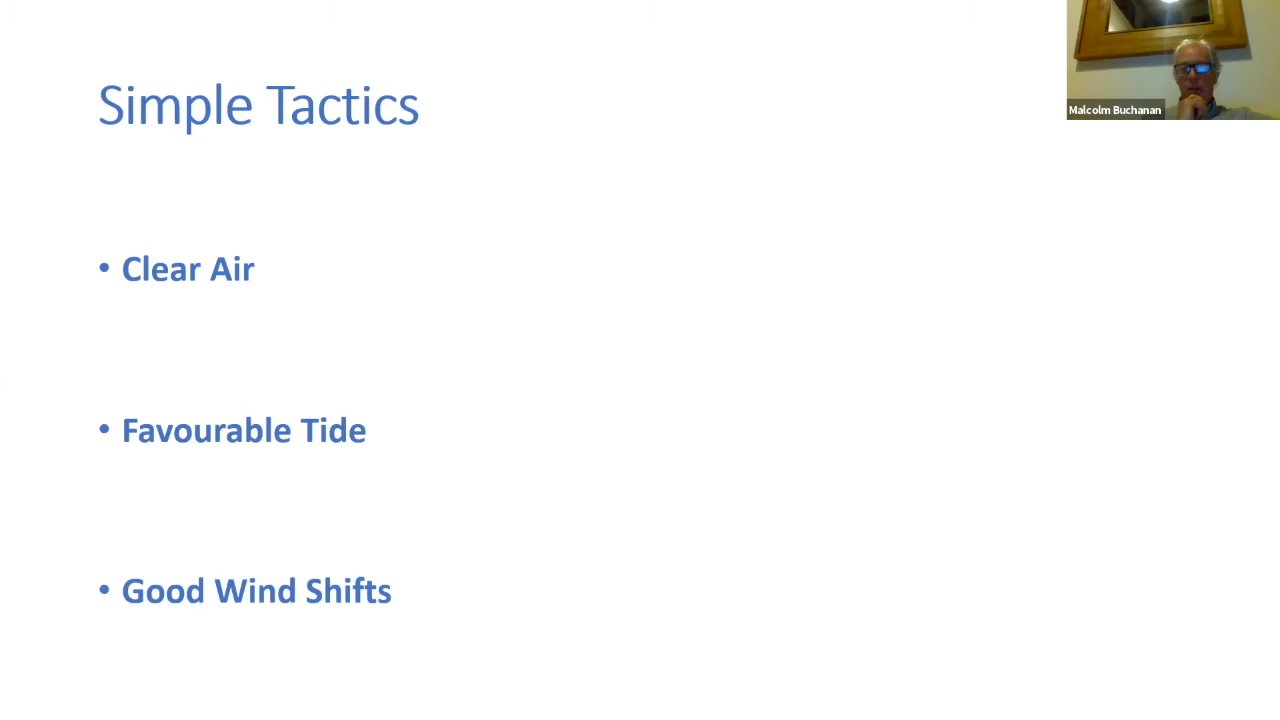 Simple Tactics
Malcolm Buchanan
• Clear Air
• Favourable Tide
• Good Wind Shifts